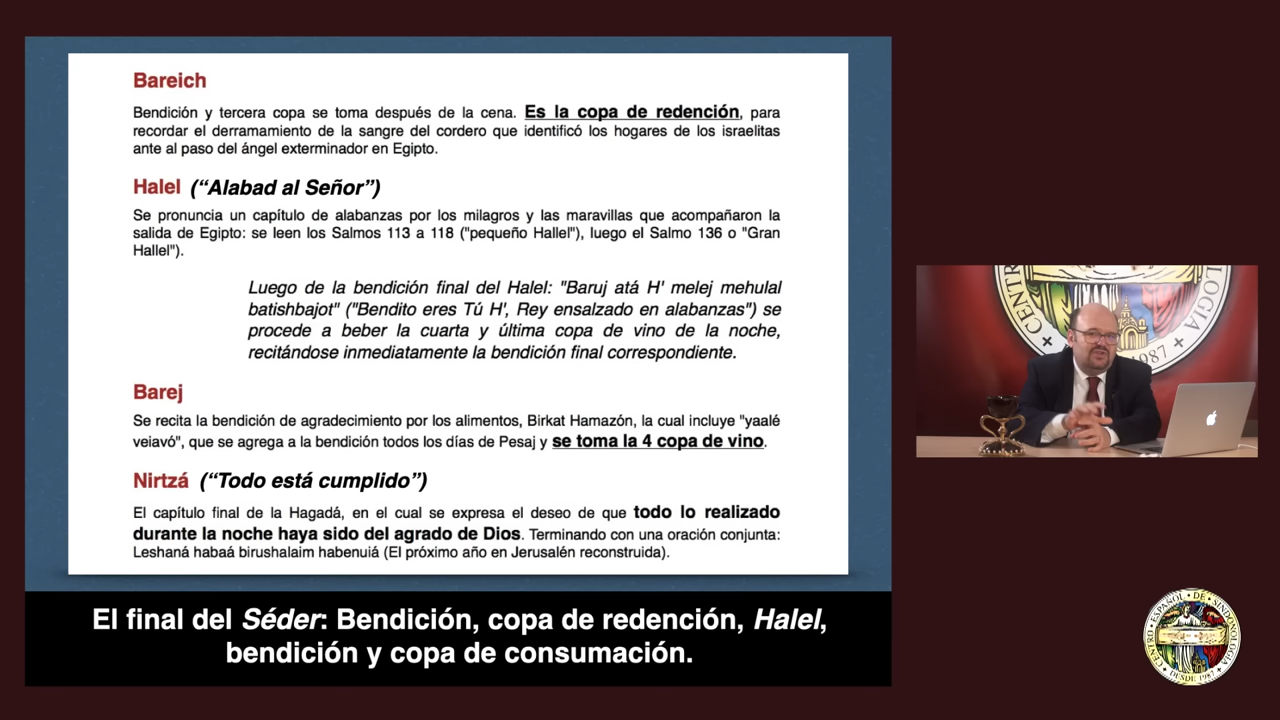 Bareich
Bendición y tercera copa se toma después de la cena. Es la copa de redención, para
recordar el derramamiento de la sangre del cordero que identificó los hogares de los israelitas
ante al paso del ángel exterminador en Egipto.
Halel (“Alabad al Señor”)
Se pronuncia un capítulo de alabanzas por los milagros y las maravillas que acompañaron la
salida de Egipto: se leen los Salmos 113 a 118 ("pequeño Hallel"), luego el Salmo 136 o "Gran
Hallel").
Luego de la bendición final del Halel: "Baruj atá H' melej mehulal
batishbajot" ("Bendito eres Tú H', Rey ensalzado en alabanzas") se
procede a beber la cuarta y última copa de vino de la noche,
recitándose inmediatamente la bendición final correspondiente.
Barej
Se recita la bendición de agradecimiento por los alimentos, Birkat Hamazón, la cual incluye "yaalé
veiavó", que se agrega a la bendición todos los días de Pesaj y se toma la 4 copa de vino.
Nirtzá (“Todo está cumplido”)
El capítulo final de la Hagadá, en el cual se expresa el deseo de que todo lo realizado
durante la noche haya sido del agrado de Dios. Terminando con una oración conjunta:
Leshaná habaá birushalaim habenuiá (El próximo año en Jerusalén reconstruida).
El final del Séder: Bendición, copa de redención, Halel,
bendición y copa de consumación.
CENTRO ESPAÑOL DE SINDONOLOGÍA
DESDE 1987